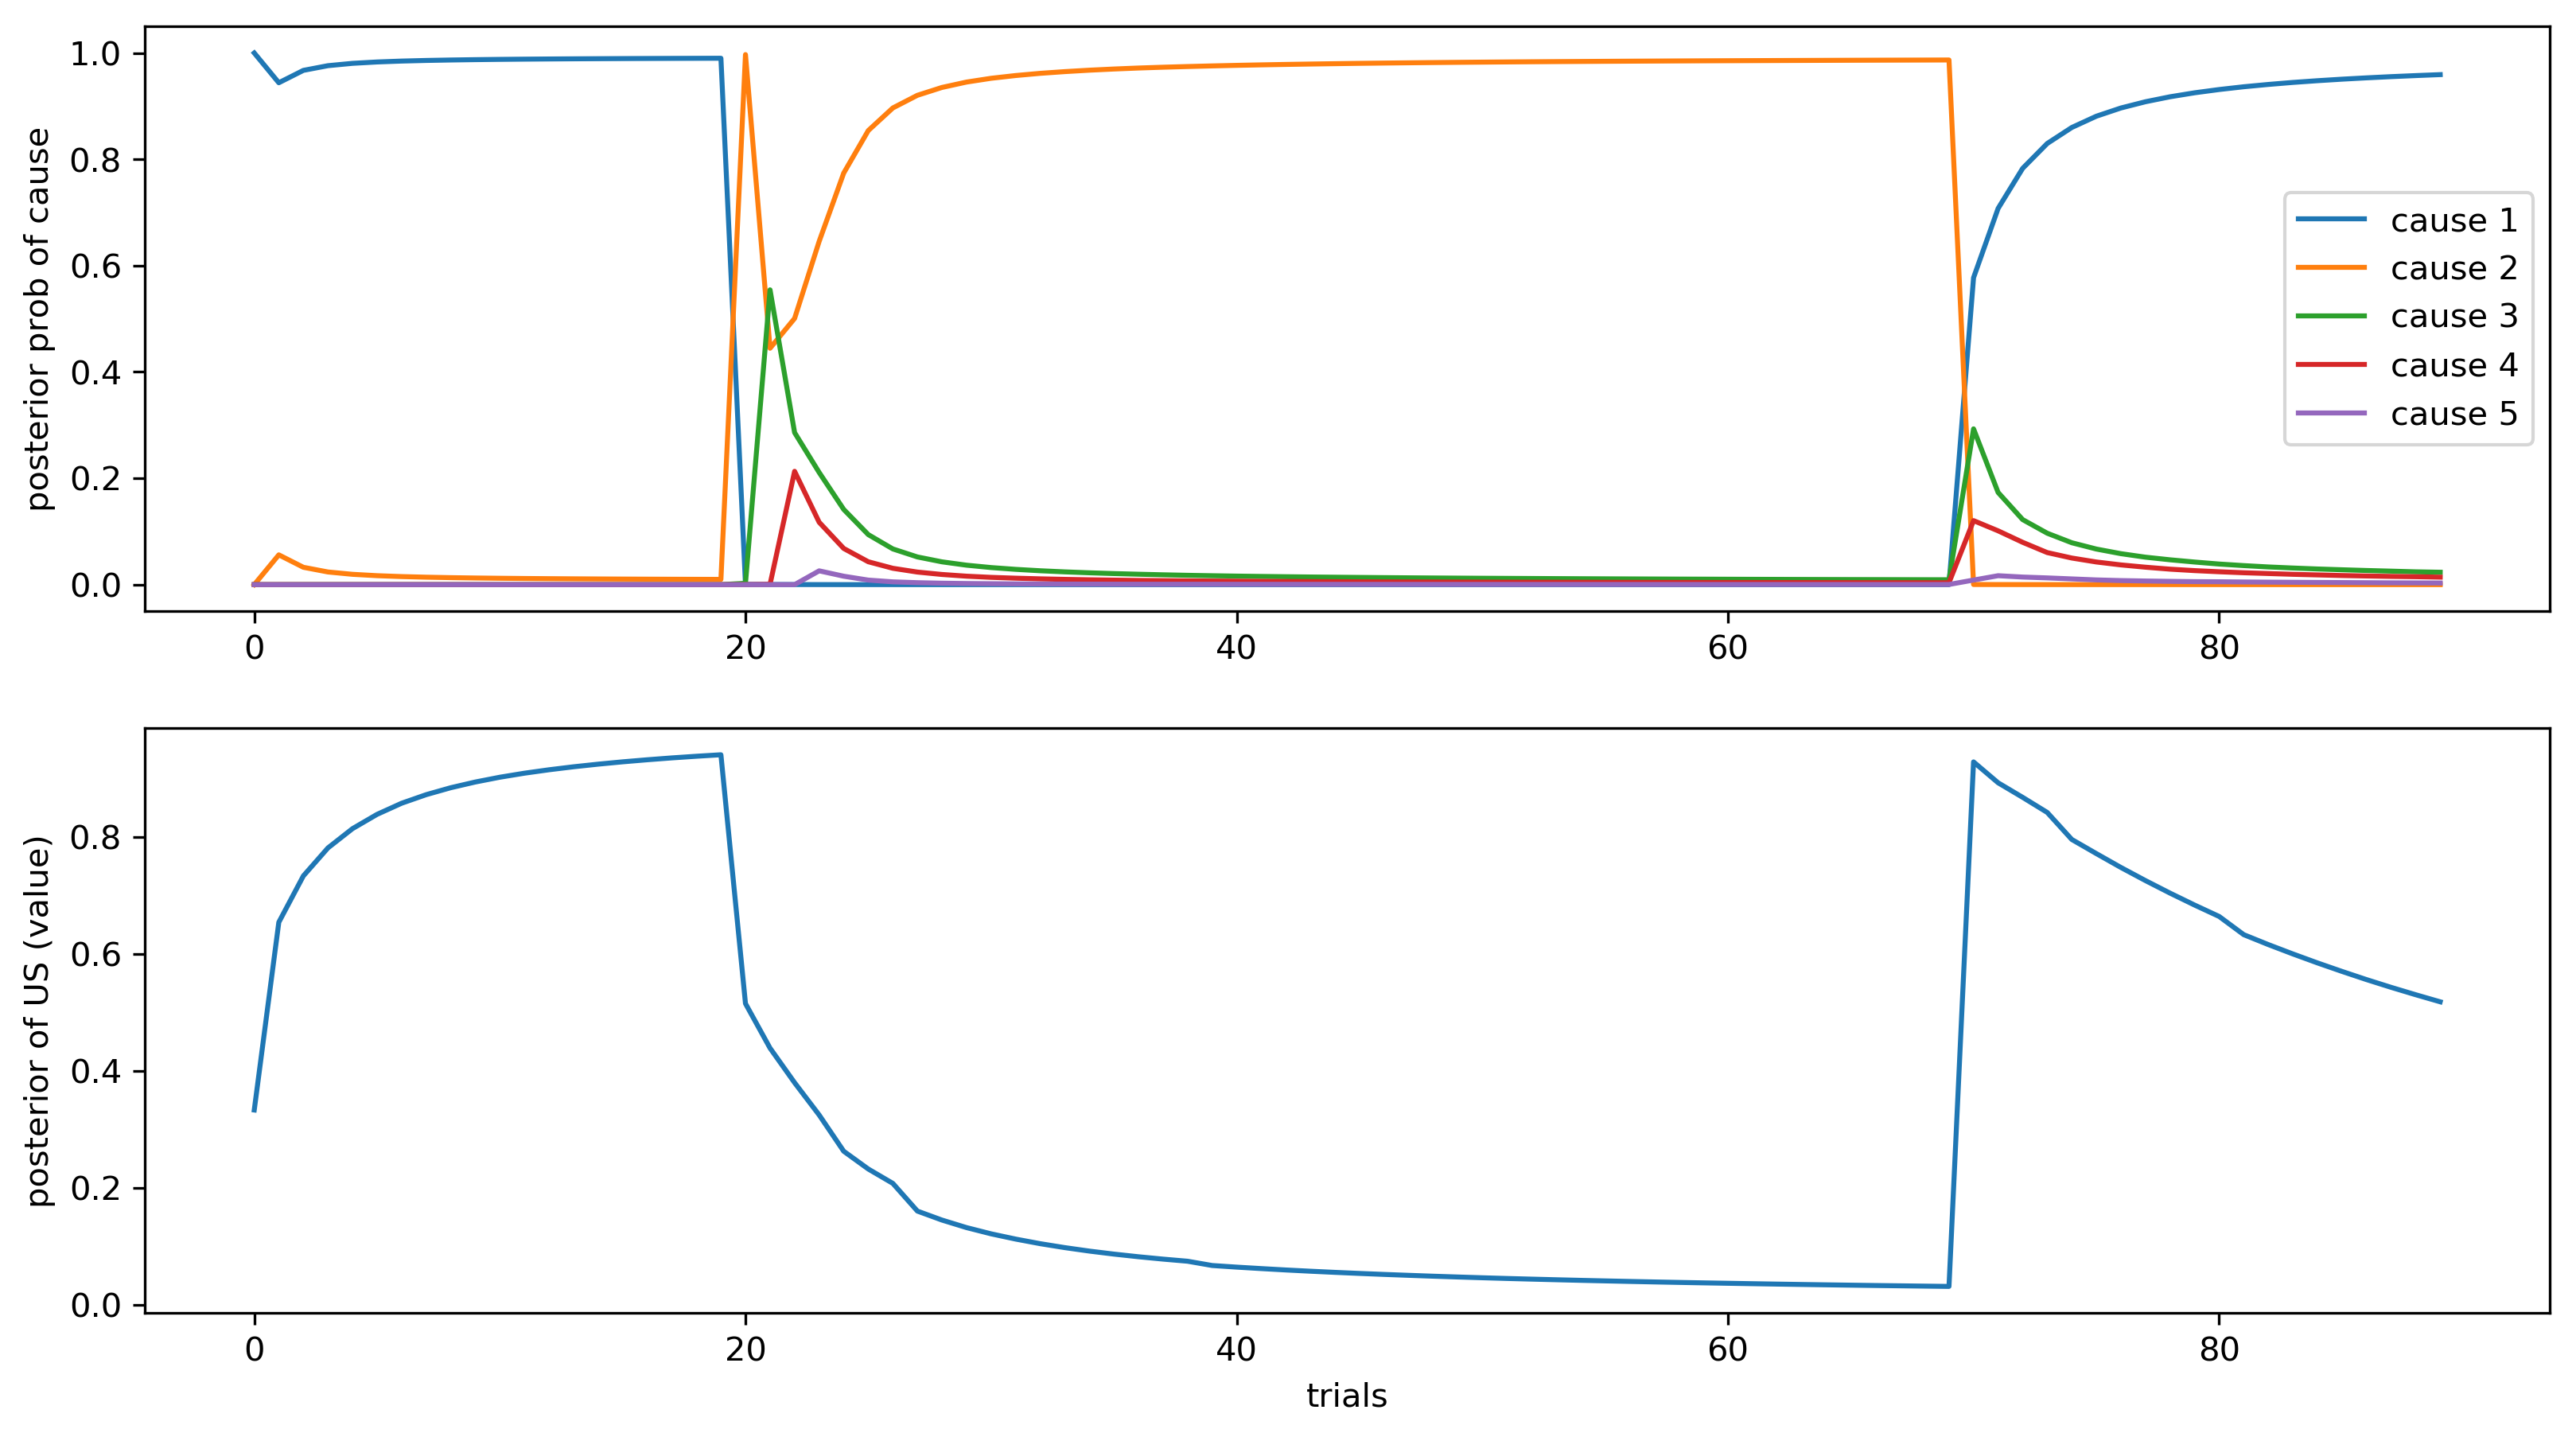 posterior prob of cause
1.0
0.8
0.6
0.4
0.2
0.0
cause 1
cause 2
cause 3
cause 4
cause 5
0 20 40 60 80
posterior of US (value)
0.8
0.6
0.4
0.2
0.0
0 20 40 60 80
trials